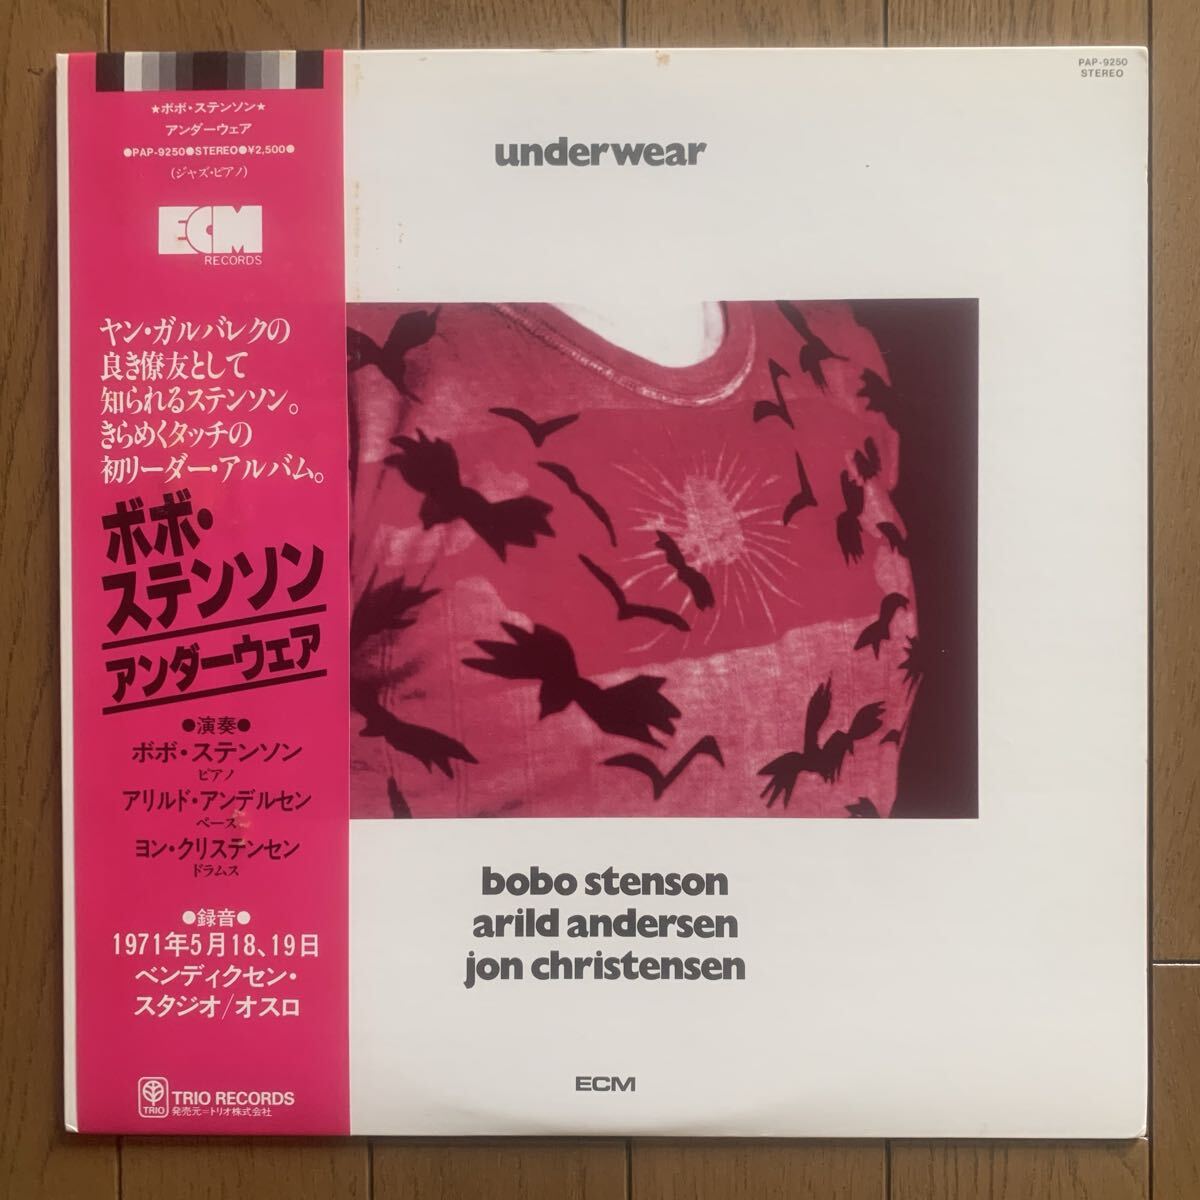 ★ボボ・ステンソン★
アンダーウェア
●PAP-9250●STEREO●¥2,500●
(ジャズ・ピアノ)
ECM
RECORDS
ヤン・ガルバレクの
良き僚友として
知られるステンソン。
きらめくタッチの
初リーダー・アルバム。
ボボ・
ステンソン
アンダーウェア
●演奏●
ボボ・ステンソン
ピアノ
アリルド・アンデルセン
ベース
ヨン・クリステンセン
ドラムス
●録音●
1971年5月18、19日
ベンディクセン・
スタジオ/オスロ
TRIO
TRIO RECORDS
発売元=トリオ株式会社
PAP-9250
STEREO
underwear
bobo stenson
arild andersen
jon christensen
ECM